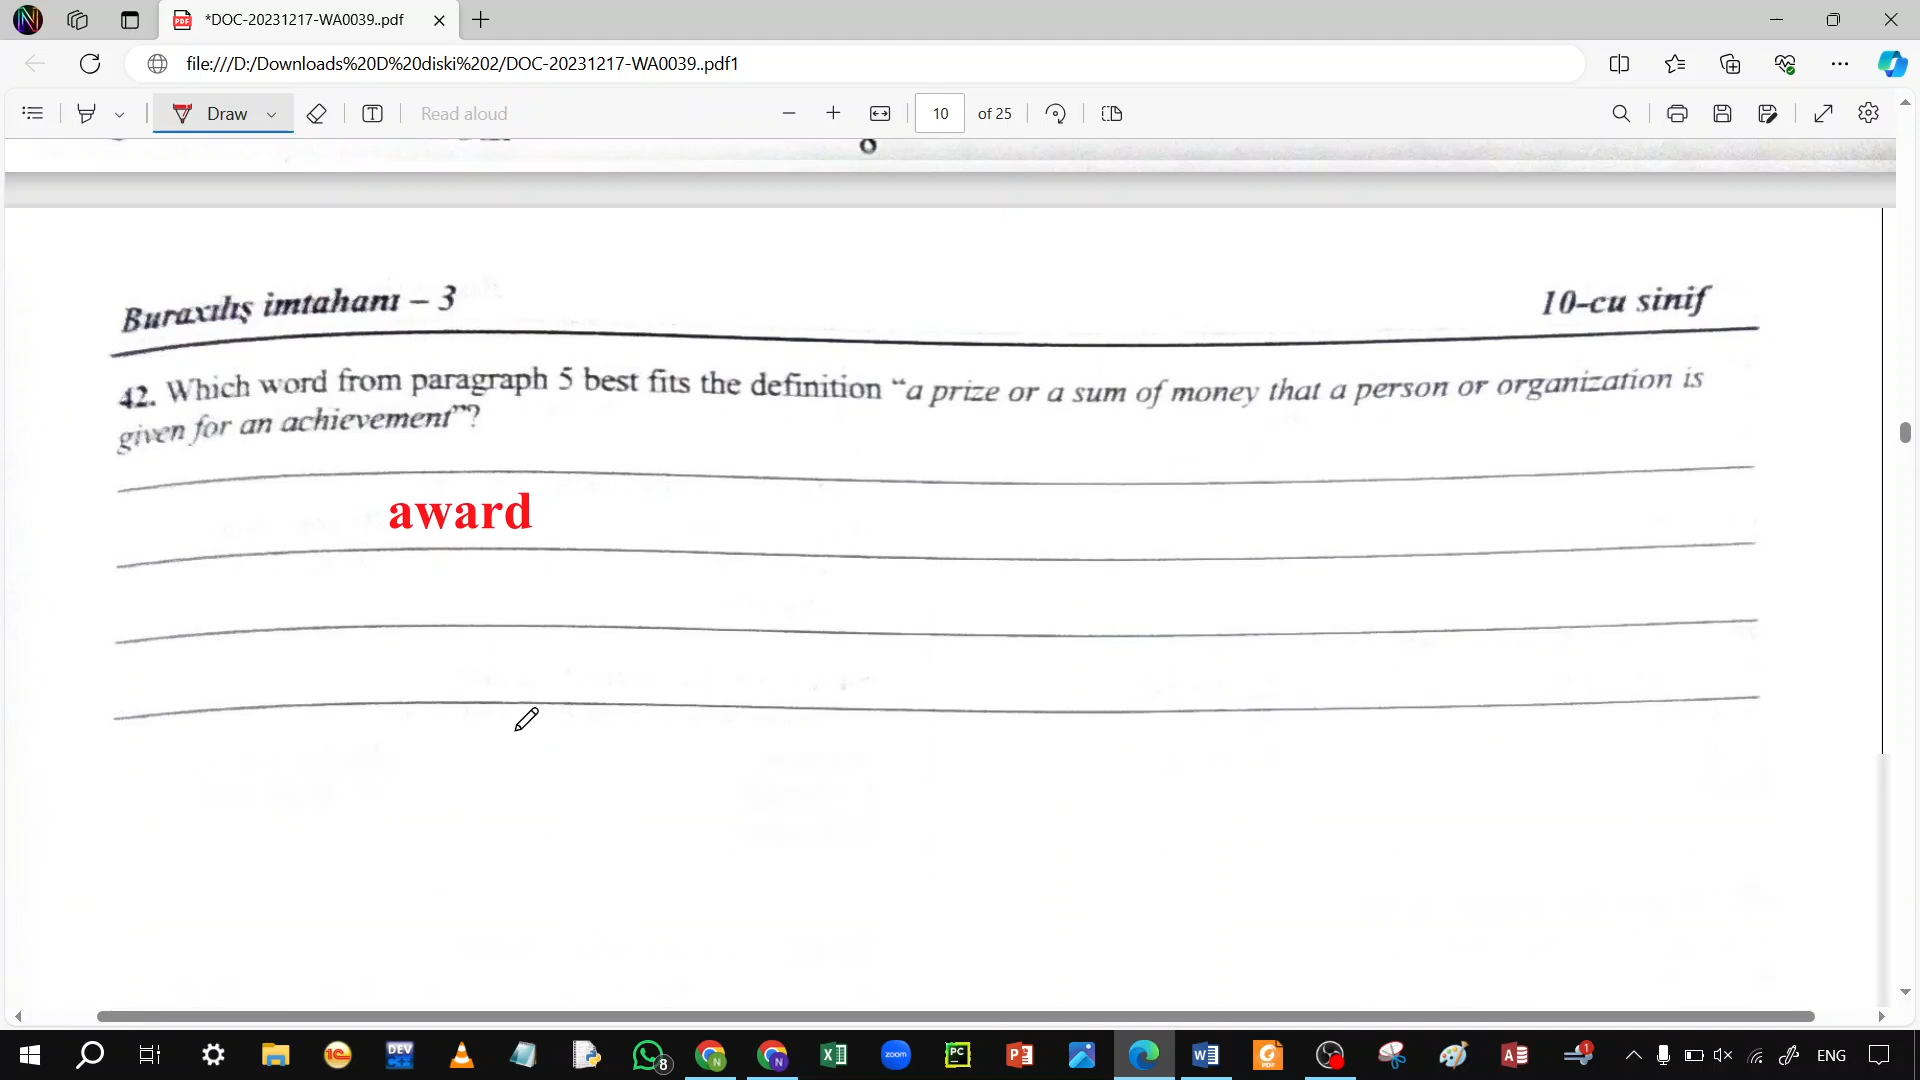 *DOC-20231217-WA0039..pdf
file:///D:/Downloads%20D%20diski%202/DOC-20231217-WA0039..pdf1
Draw
Read aloud
10 of 25
Buraxılış imtahanı – 3
10-cu sinif
42. Which word from paragraph 5 best fits the definition “a prize or a sum of money that a person or organization is
given for an achievement”?
award
8
1
ENG